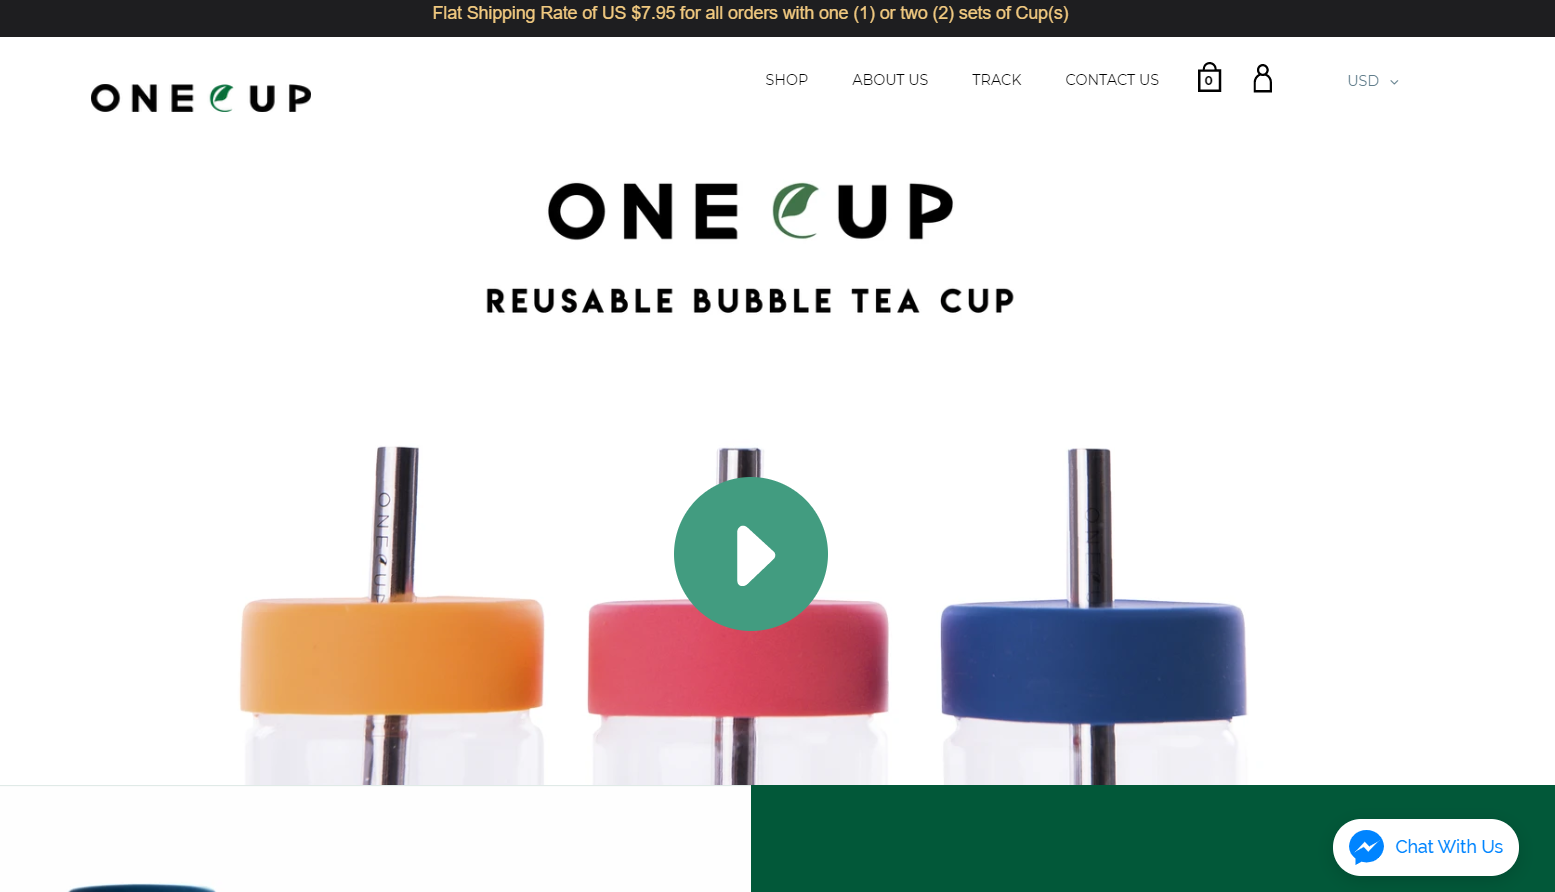 Flat Shipping Rate of US $7.95 for all orders with one (1) or two (2) sets of Cup(s)
SHOP ABOUT US TRACK CONTACT US 0 USD
ONE CUP
ONE CUP
REUSABLE BUBBLE TEA CUP
ONE CUP
ONE
Chat With Us